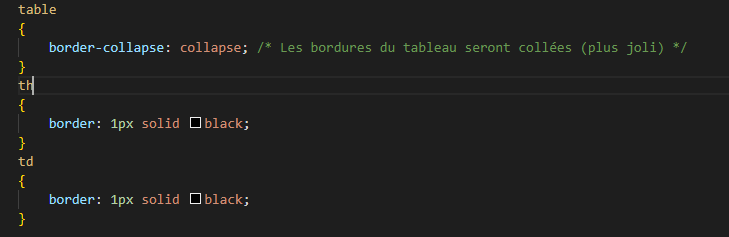 table
{
    border-collapse: collapse; /* Les bordures du tableau seront collées (plus joli) */
}
th
{
    border: 1px solid black;
}
td
{
    border: 1px solid black;
}